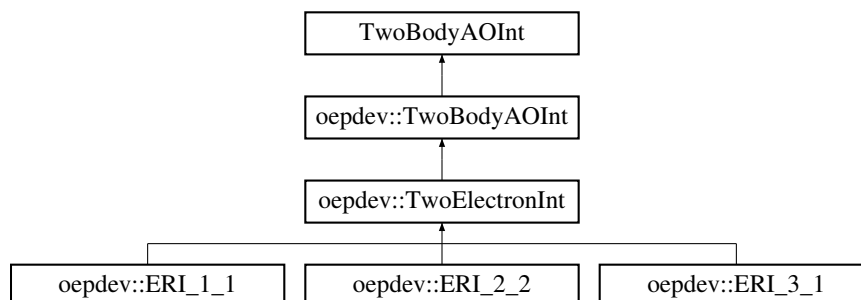 TwoBodyAOInt
oepdev::TwoBodyAOInt
oepdev::TwoElectronInt
oepdev::ERI_1_1 oepdev::ERI_2_2 oepdev::ERI_3_1